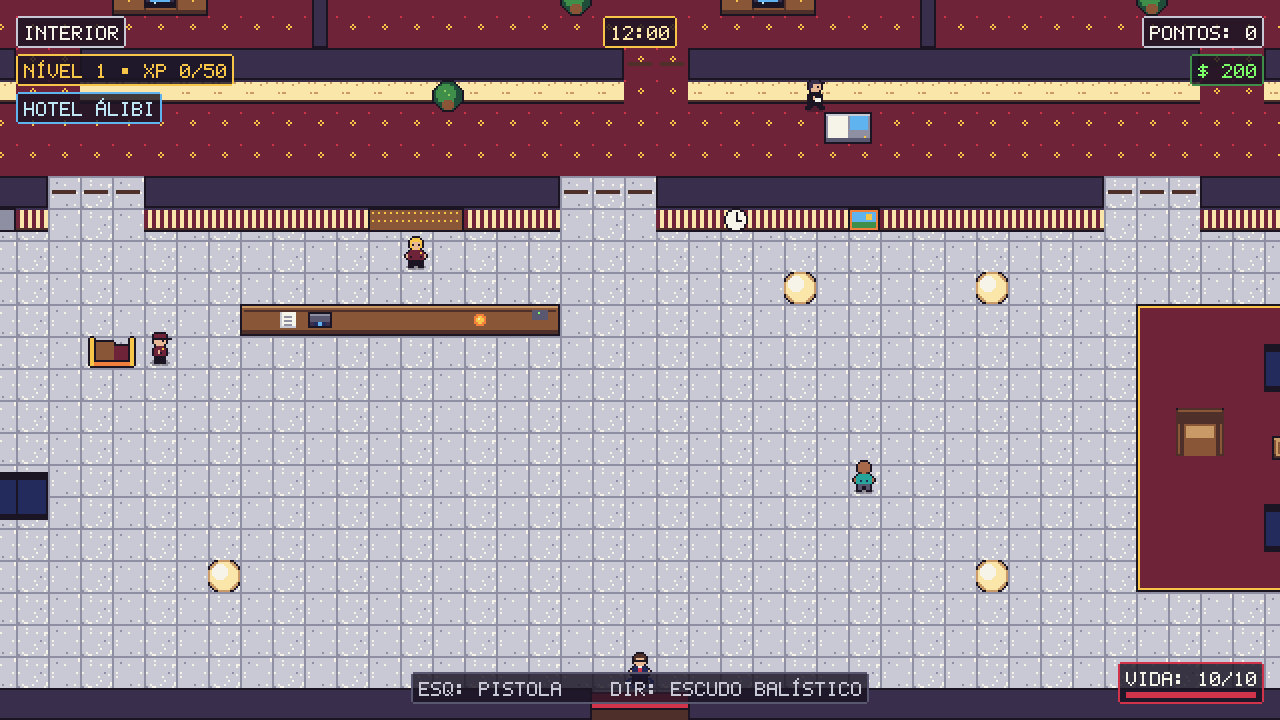 INTERIOR
12:00
PONTOS: 0
NÍVEL 1 ▪ XP 0/50
$ 200
HOTEL ÁLIBI
ESQ: PISTOLA DIR: ESCUDO BALÍSTICO
VIDA: 10/10